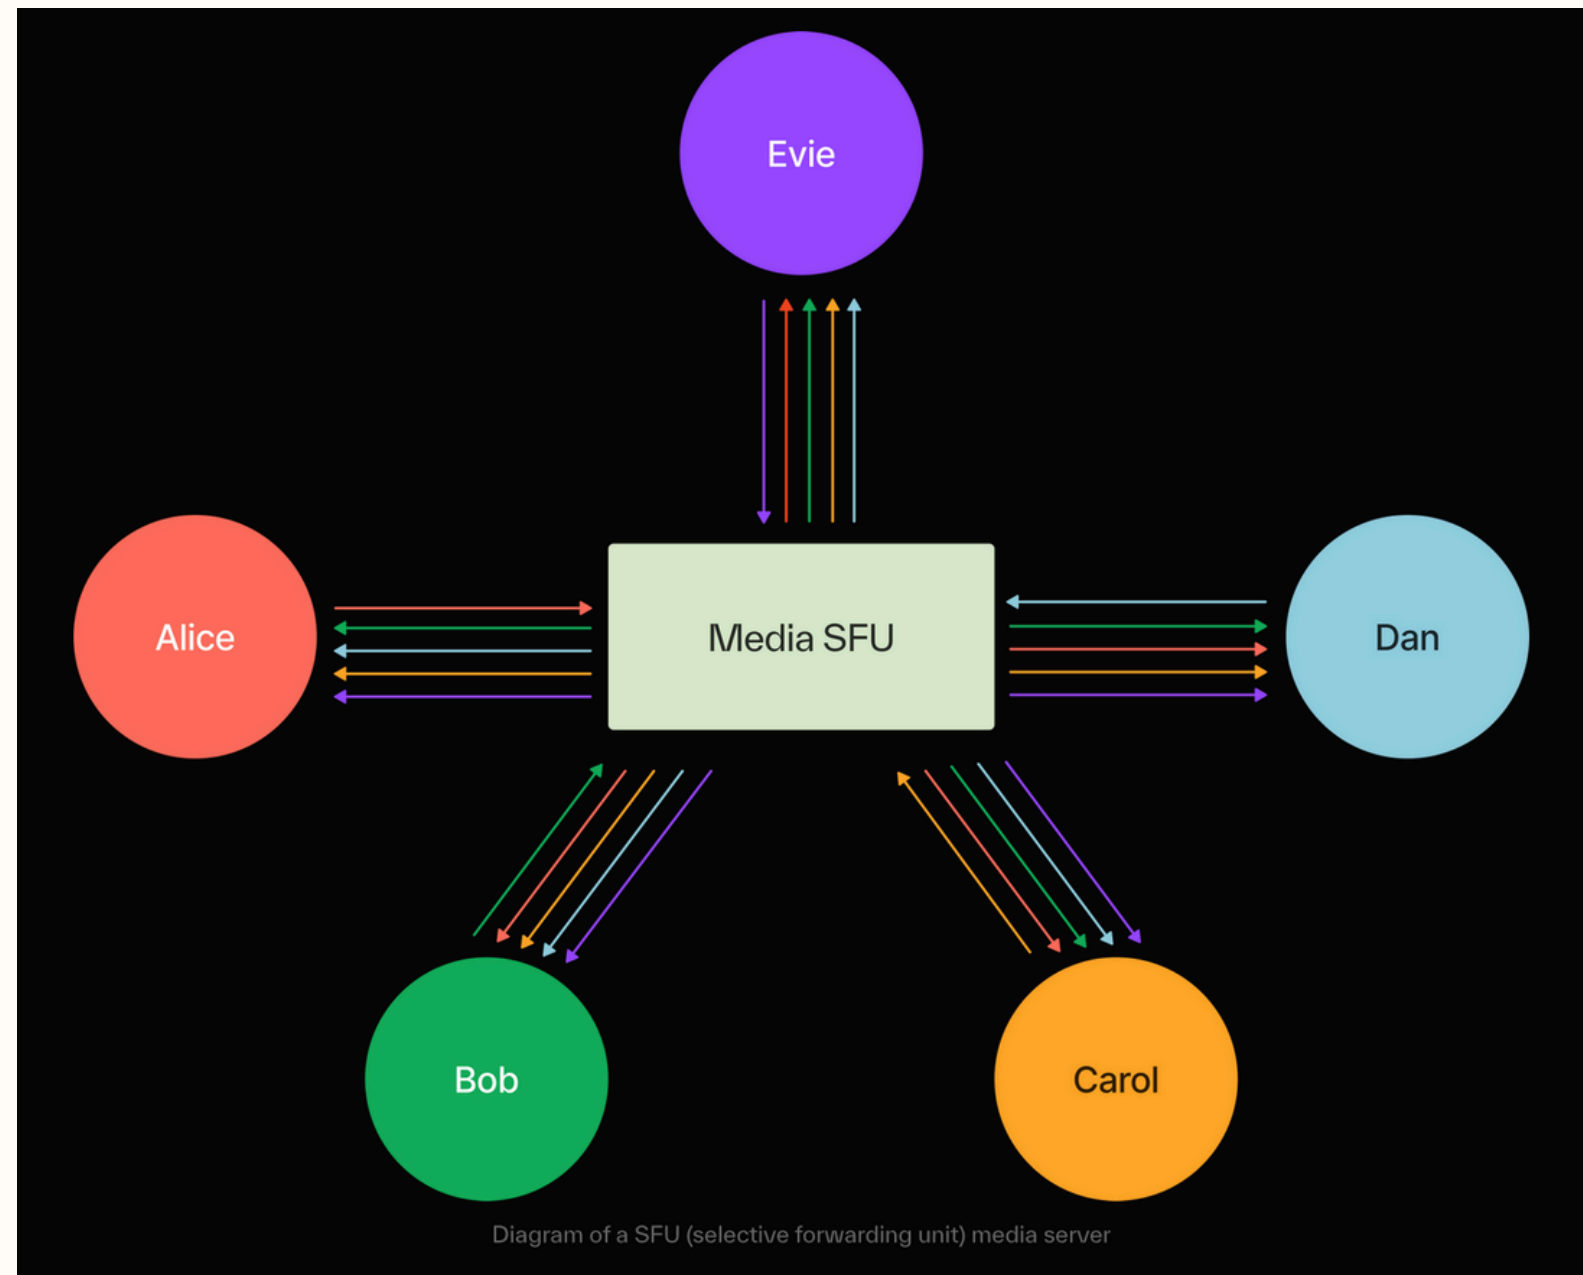 Evie
Alice
Media SFU
Dan
Bob
Carol
Diagram of a SFU (selective forwarding unit) media server